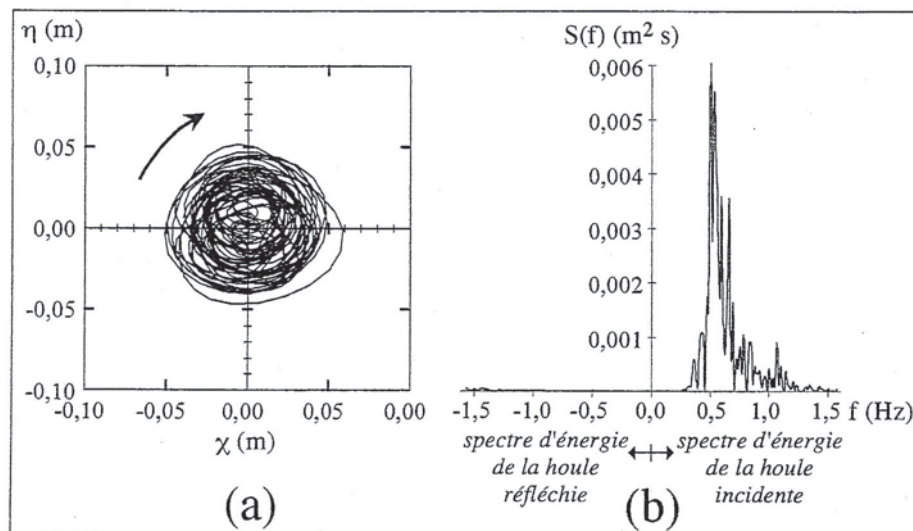 η (m)
0,10
0,05
0,00
-0,05
-0,10
-0,10 -0,05 0,00 0,05 0,00
χ (m)
(a)
S(f) (m² s)
0,006
0,005
0,004
0,003
0,002
0,001
-1,5 -1,0 -0,5 0,0 0,5 1,0 1,5 f (Hz)
spectre d'énergie
de la houle
réfléchie
spectre d'énergie
de la houle
incidente
(b)